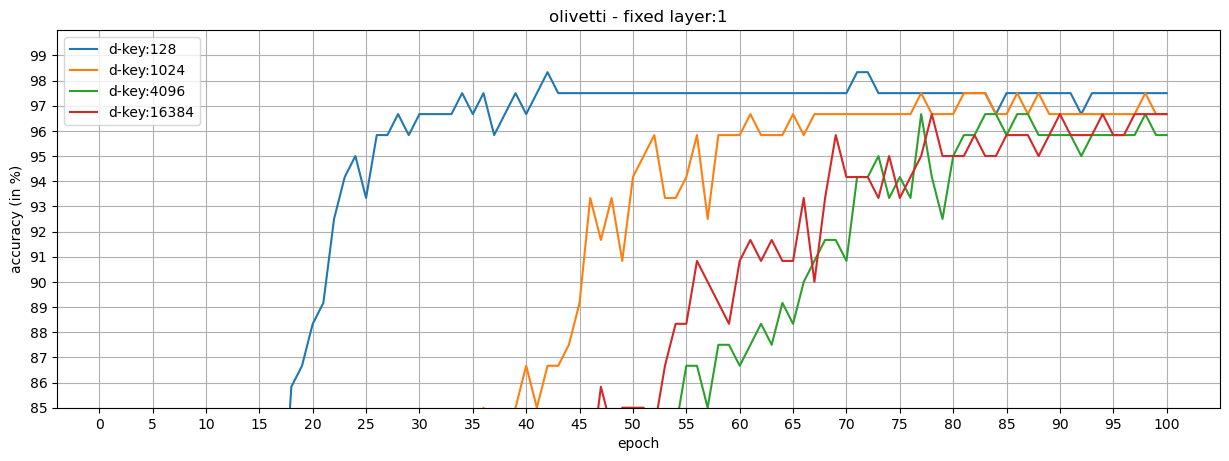 olivetti - fixed layer:1
d-key:128
d-key:1024
d-key:4096
d-key:16384
accuracy (in %)
99
98
97
96
95
94
93
92
91
90
89
88
87
86
85
0 5 10 15 20 25 30 35 40 45 50 55 60 65 70 75 80 85 90 95 100
epoch